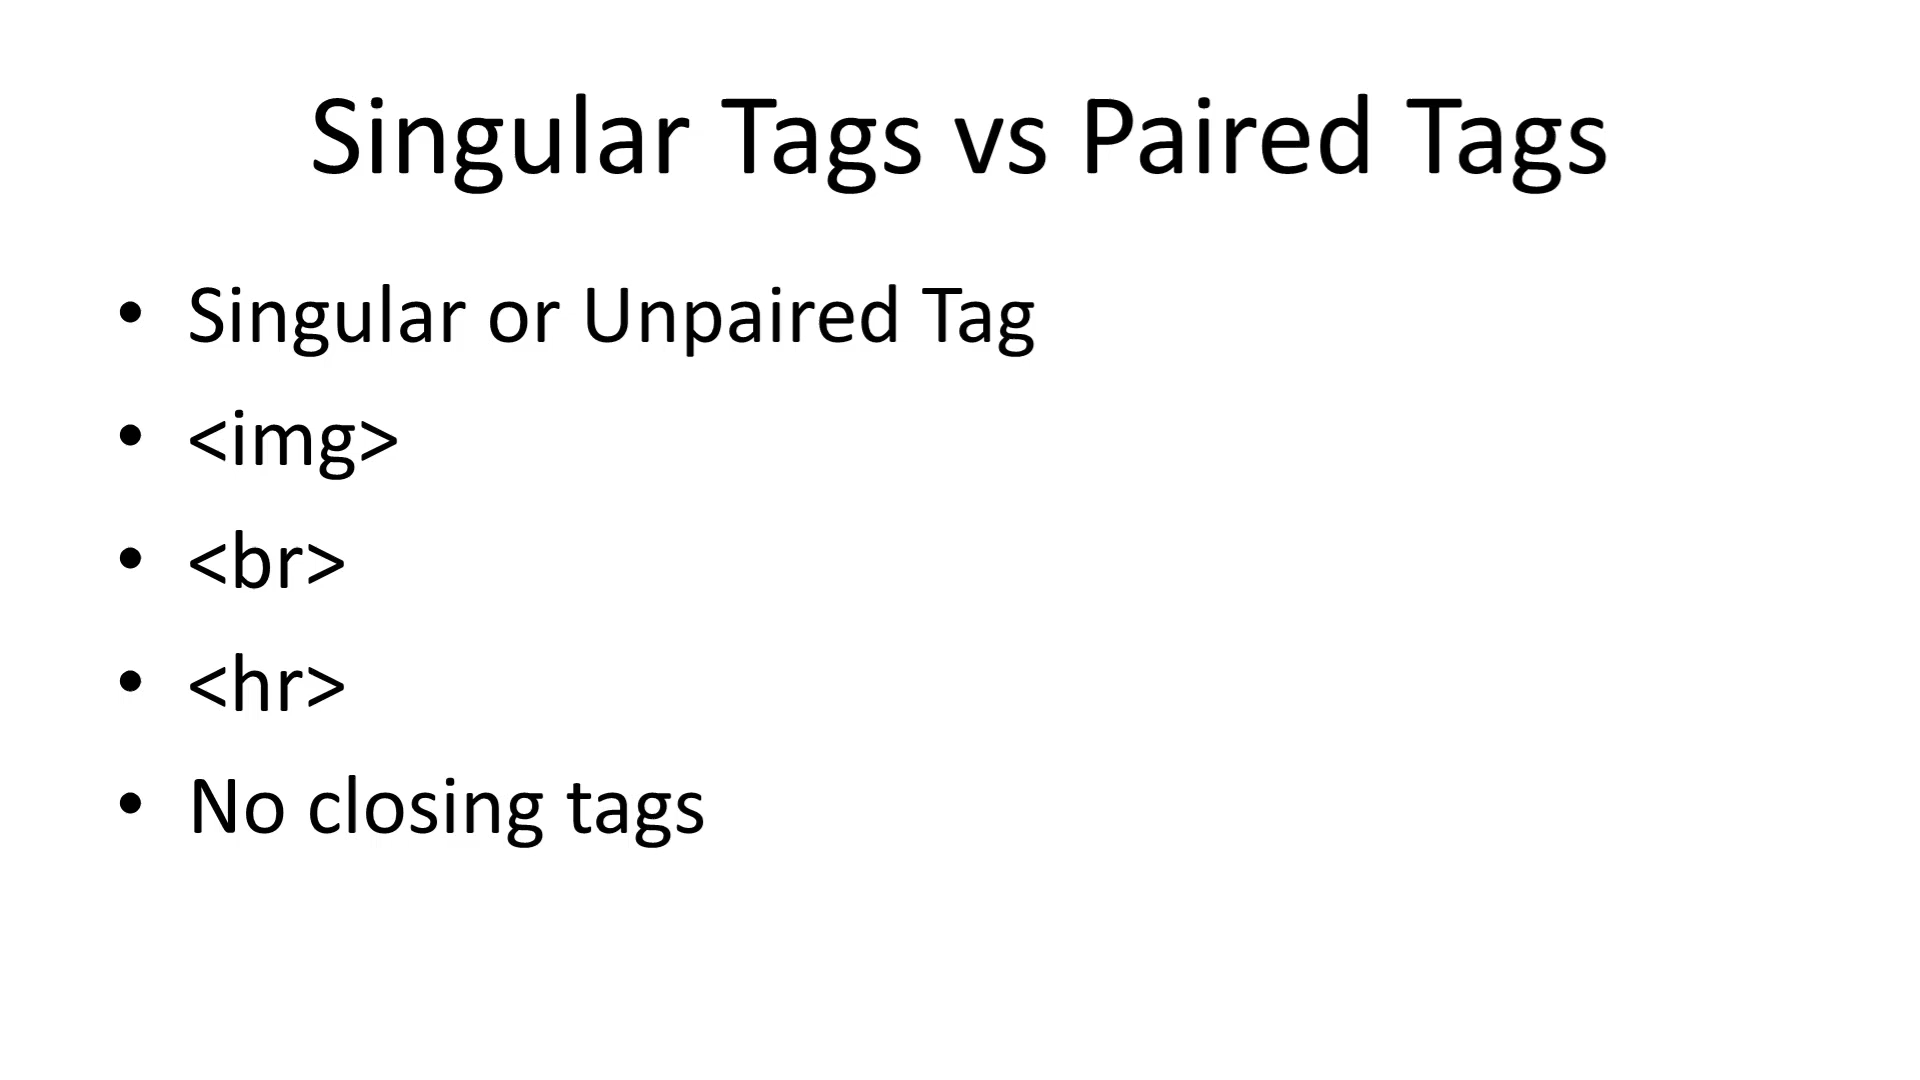 Singular Tags vs Paired Tags
• Singular or Unpaired Tag
• <img>
• <br>
• <hr>
• No closing tags